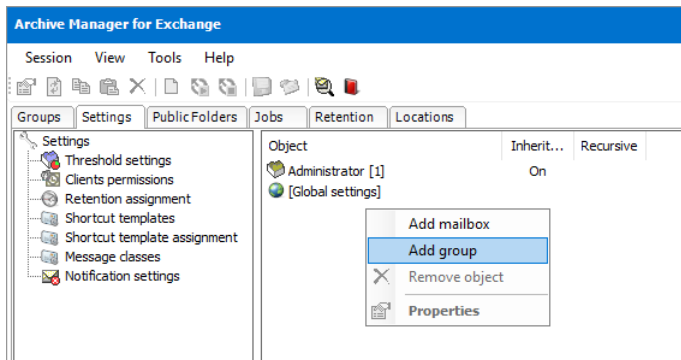 Archive Manager for Exchange
Session View Tools Help
Groups Settings Public Folders Jobs Retention Locations
Settings
Threshold settings
Clients permissions
Retention assignment
Shortcut templates
Shortcut template assignment
Message classes
Notification settings
Object Inherit... Recursive
Administrator [1] On
[Global settings]
Add mailbox
Add group
Remove object
Properties